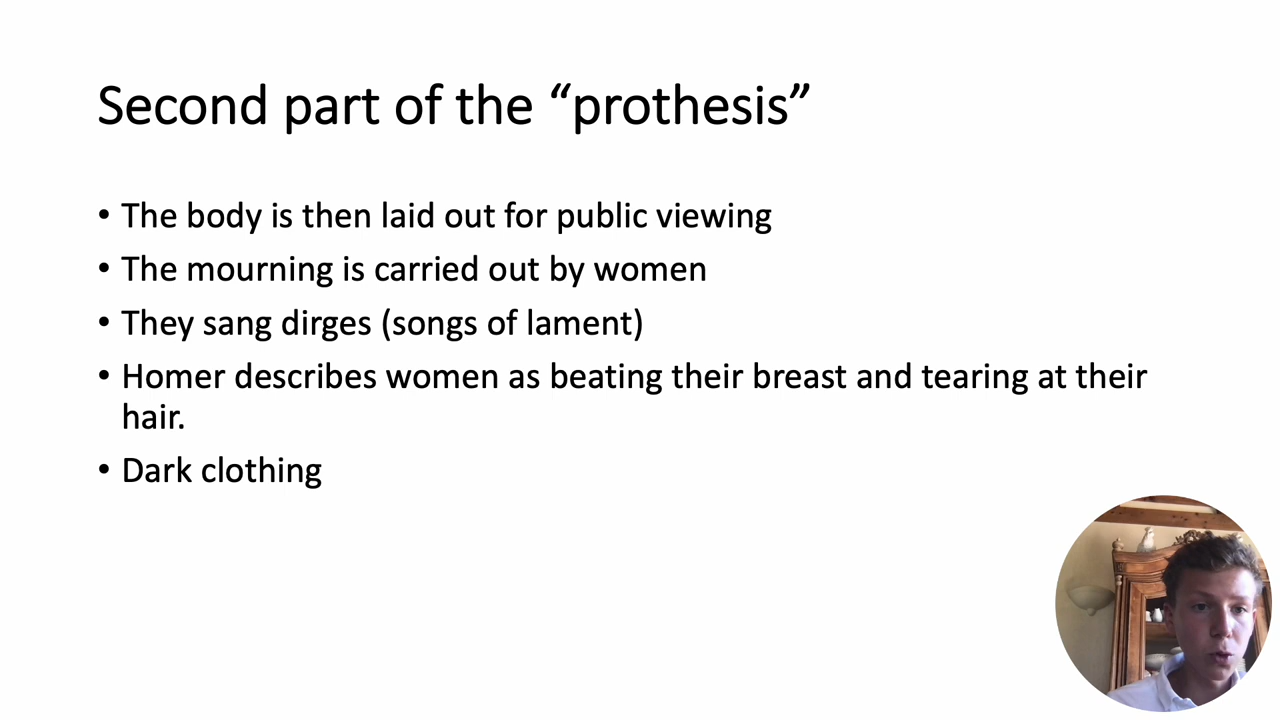 Second part of the “prothesis”
• The body is then laid out for public viewing
• The mourning is carried out by women
• They sang dirges (songs of lament)
• Homer describes women as beating their breast and tearing at their
hair.
• Dark clothing